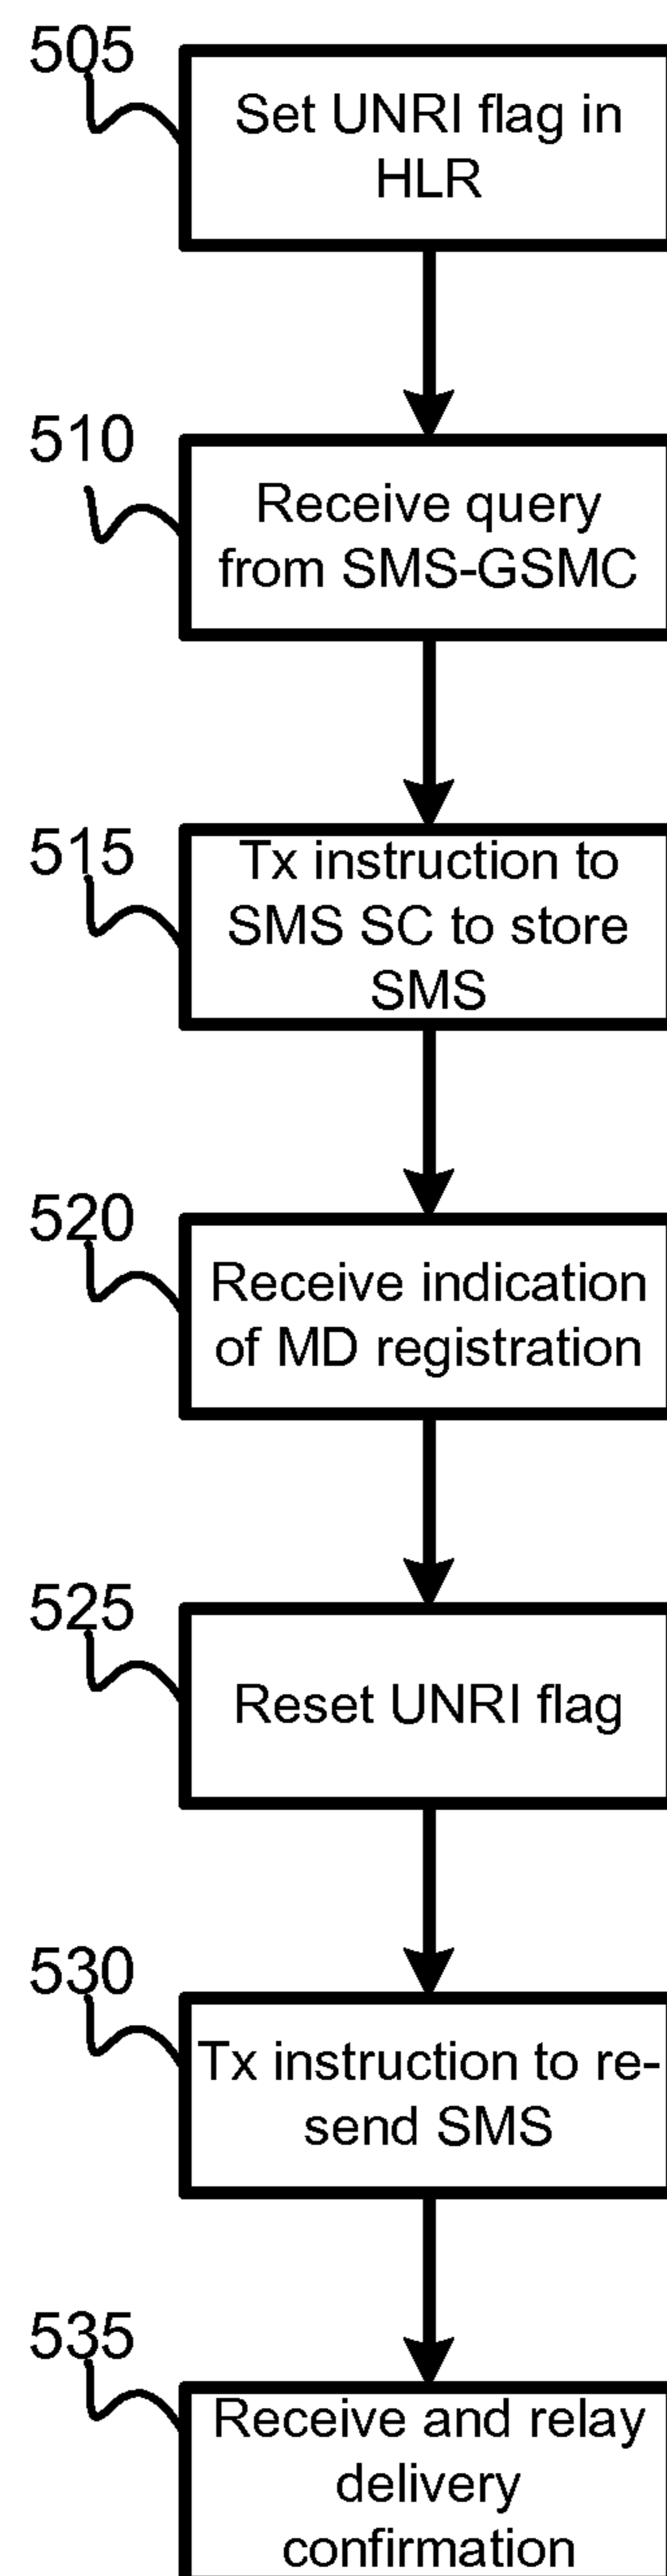 505
Set UNRI flag in
HLR
510
Receive query
from SMS-GSMC
515
Tx instruction to
SMS SC to store
SMS
520
Receive indication
of MD registration
525
Reset UNRI flag
530
Tx instruction to re-
send SMS
535
Receive and relay
delivery
confirmation